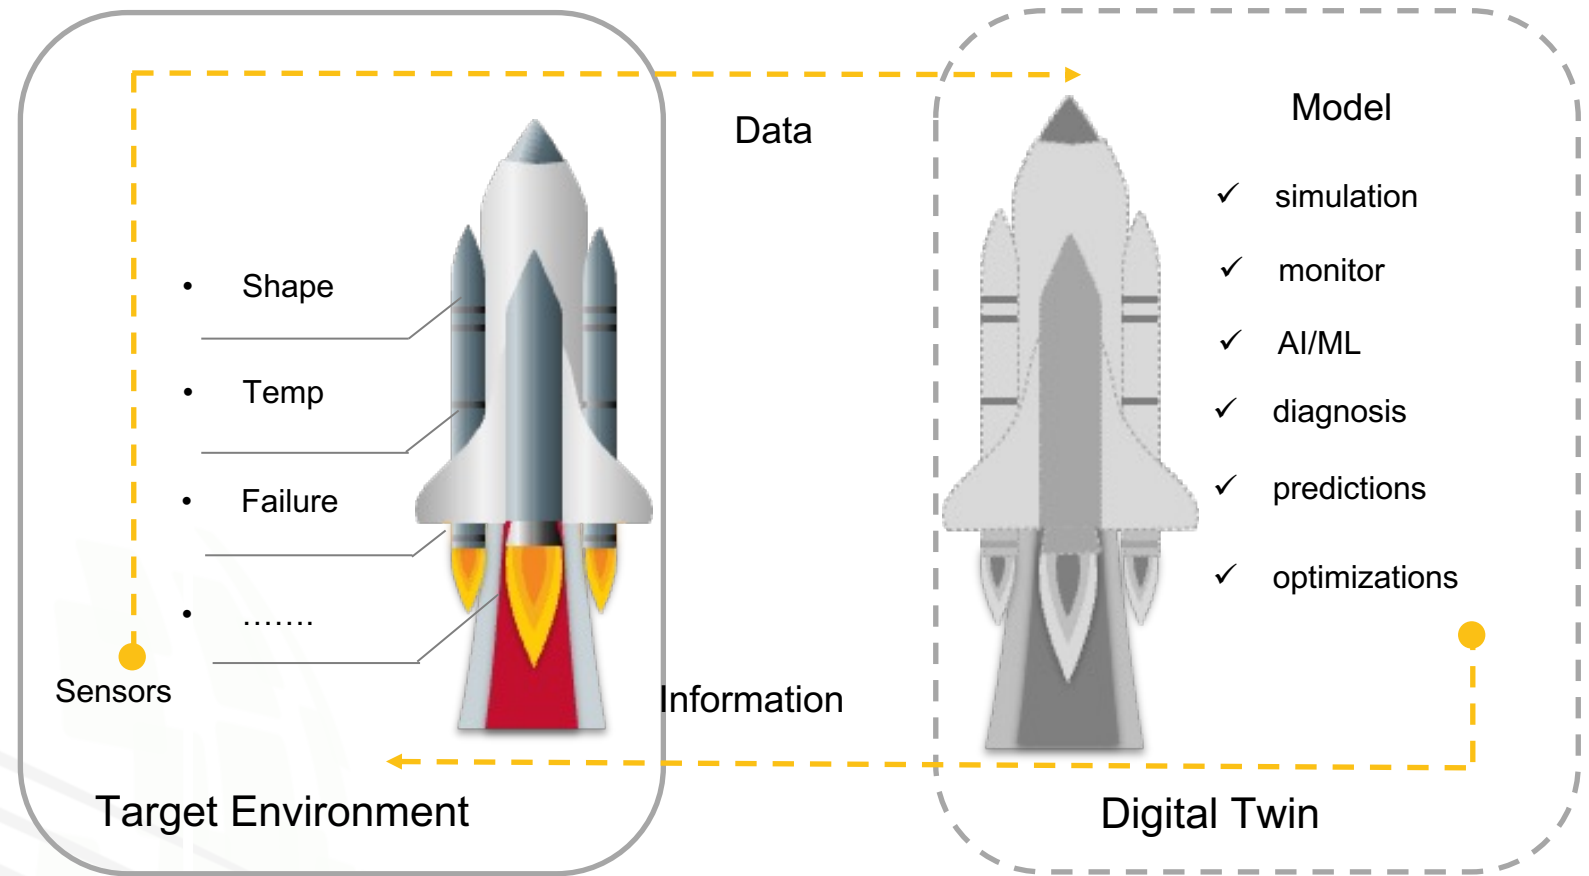 Data
Model
• Shape
• Temp
• Failure
• …….
Sensors
✓ simulation
✓ monitor
✓ AI/ML
✓ diagnosis
✓ predictions
✓ optimizations
Information
Target Environment
Digital Twin